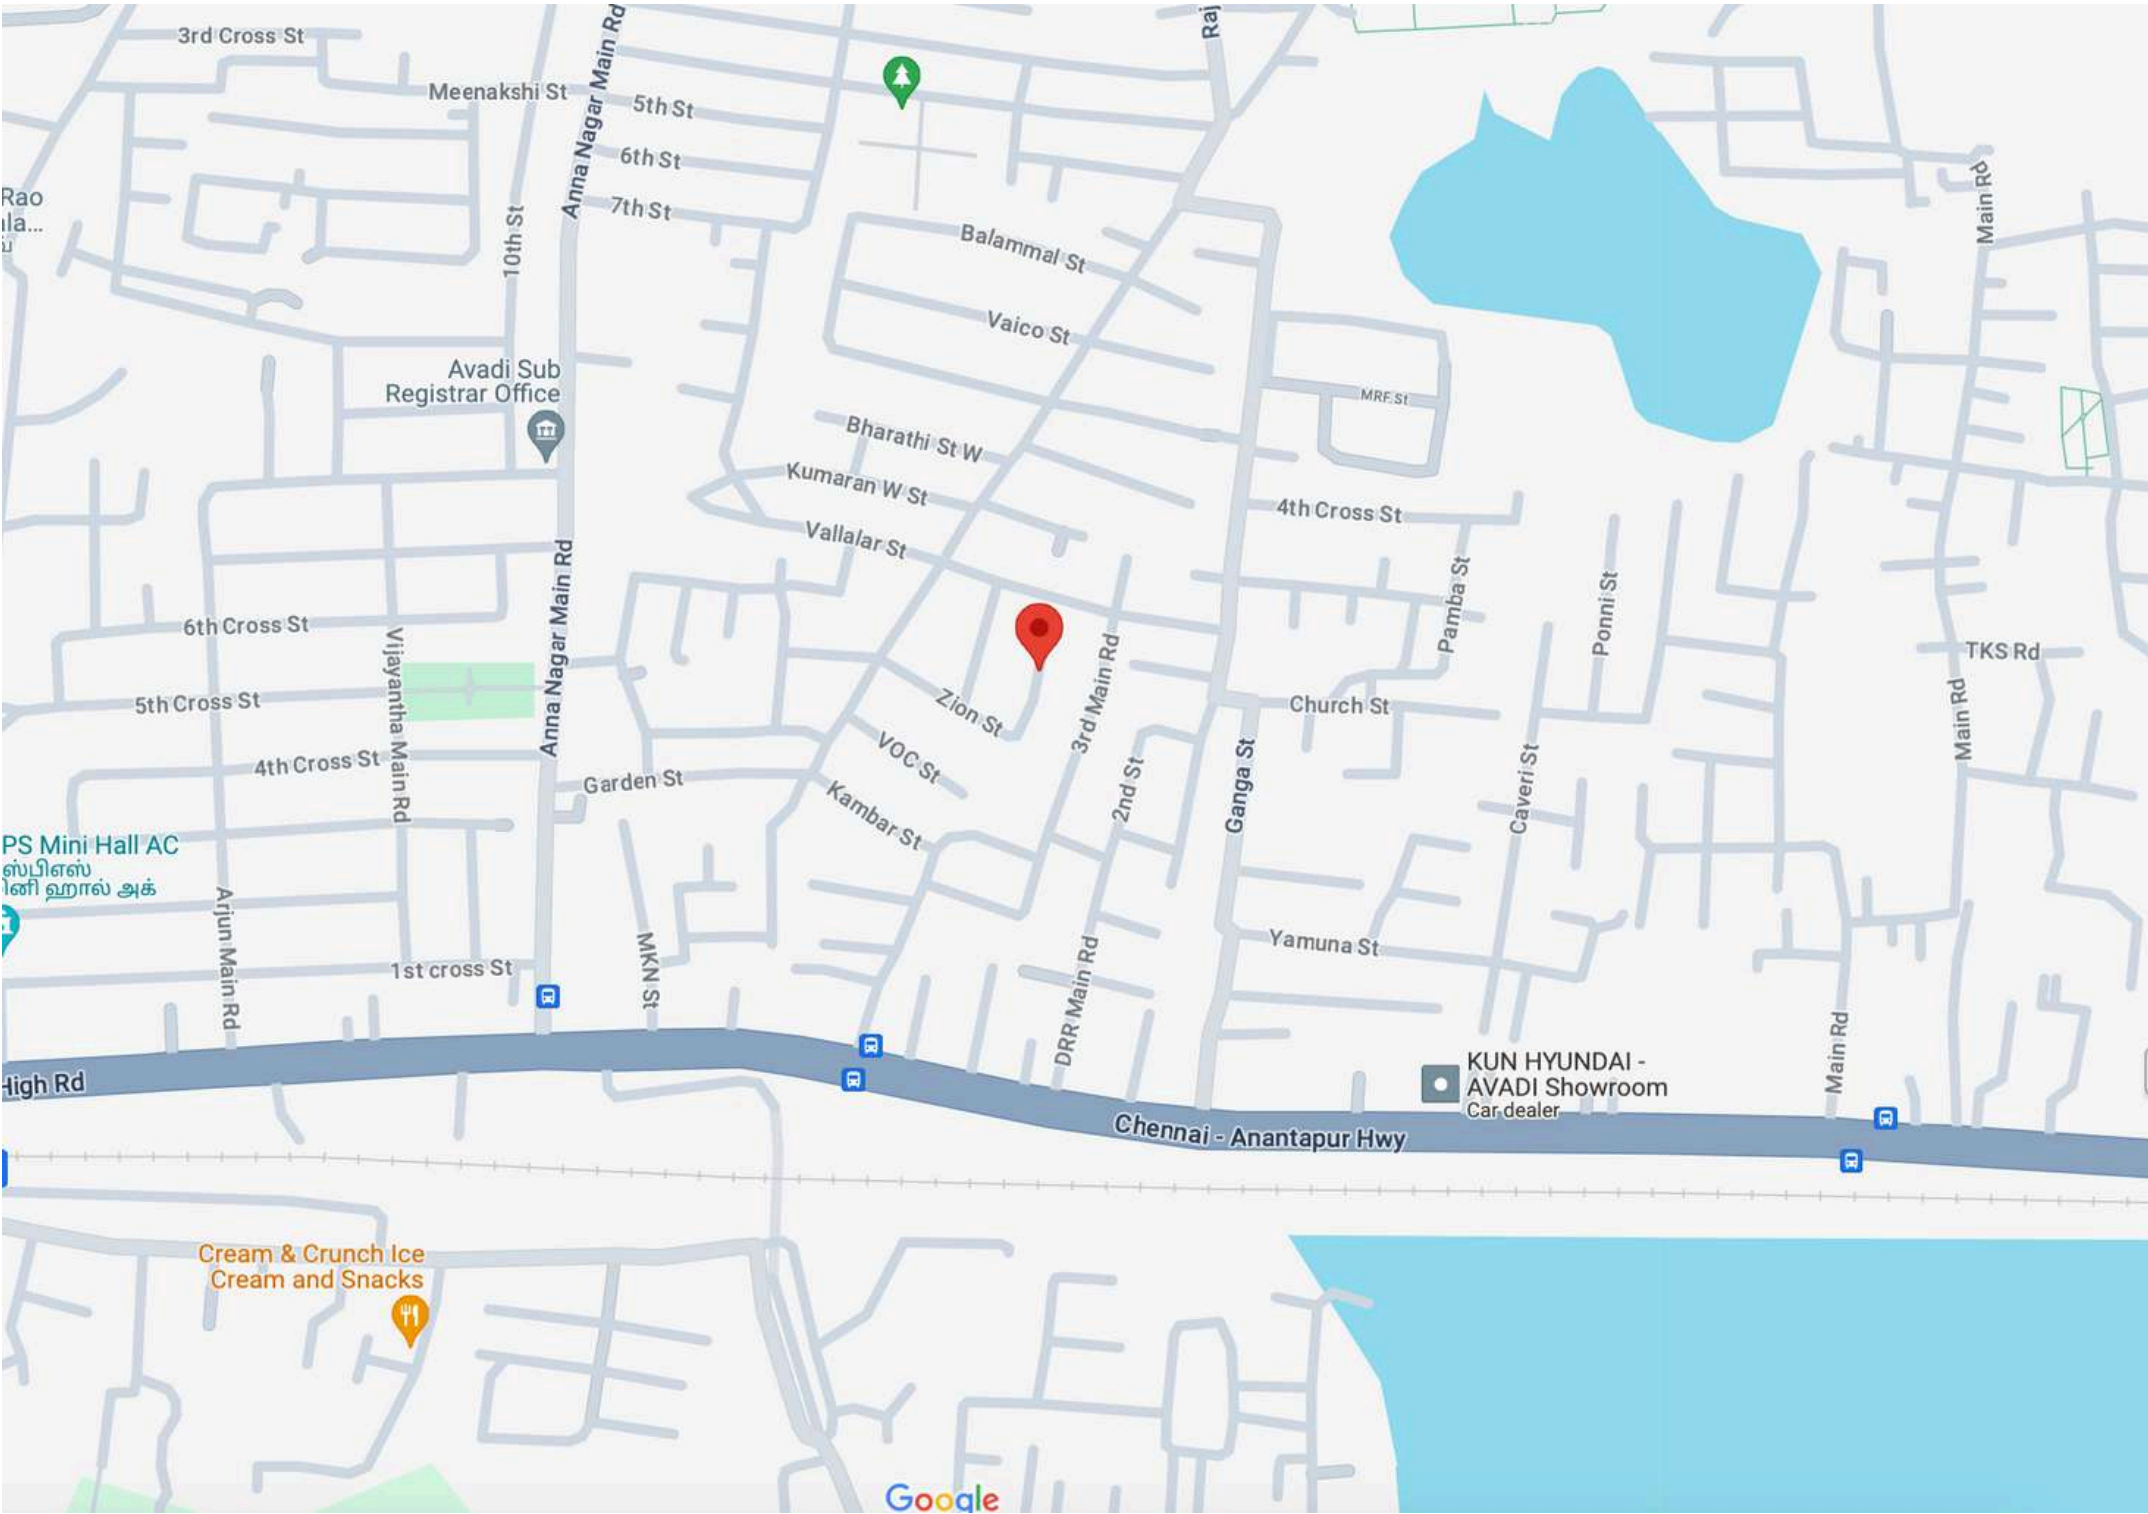 3rd Cross St
Raj
Meenakshi St
Anna Nagar Main Rd
5th St
6th St
7th St
Rao
la...
10th St
Main Rd
Balammal St
Vaico St
Avadi Sub
Registrar Office
MRF St
Bharathi St W
Kumaran W St
Vallalar St
4th Cross St
Pamba St
Ponni St
6th Cross St
Vijayantha Main Rd
Anna Nagar Main Rd
TKS Rd
5th Cross St
Zion St
3rd Main Rd
Church St
Main Rd
4th Cross St
Garden St
VOC St
Kambar St
2nd St
Ganga St
Caveri St
PS Mini Hall AC
ஸ்பிஎஸ்
ினி ஹால் அக்
Arjun Main Rd
1st cross St
MKN St
DRR Main Rd
Yamuna St
Main Rd
High Rd
KUN HYUNDAI -
AVADI Showroom
Car dealer
Chennai - Anantapur Hwy
Cream & Crunch Ice
Cream and Snacks
Google